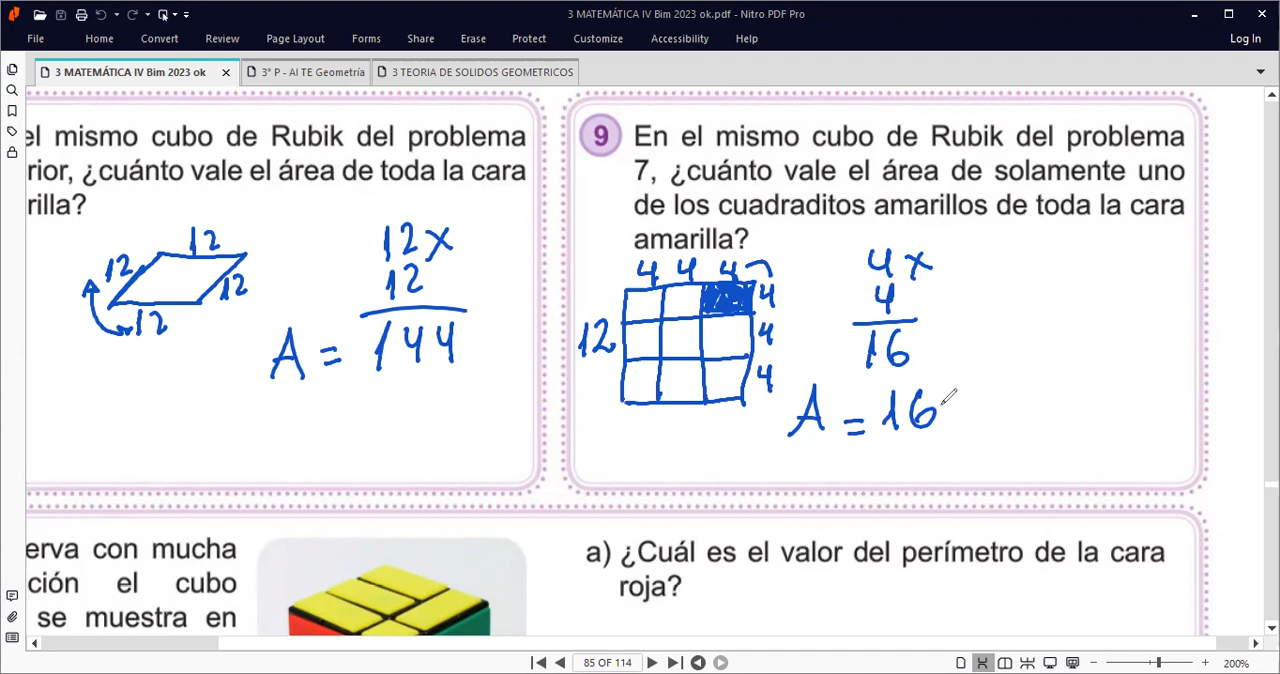 3 MATEMÁTICA IV Bim 2023 ok.pdf - Nitro PDF Pro
File Home Convert Review Page Layout Forms Share Erase Protect Customize Accessibility Help Log In
3 MATEMÁTICA IV Bim 2023 ok
3° P - AI TE Geometría
3 TEORIA DE SOLIDOS GEOMETRICOS
el mismo cubo de Rubik del problema
rior, ¿cuánto vale el área de toda la cara
rilla?
12
12
12
12
12 x
12
A = 144
9 En el mismo cubo de Rubik del problema
7, ¿cuánto vale el área de solamente uno
de los cuadraditos amarillos de toda la cara
amarilla?
4 4 4
4
12 4
4
4 x
4
16
A = 16
erva con mucha
ción el cubo
se muestra en
a) ¿Cuál es el valor del perímetro de la cara
roja?
85 OF 114
200%